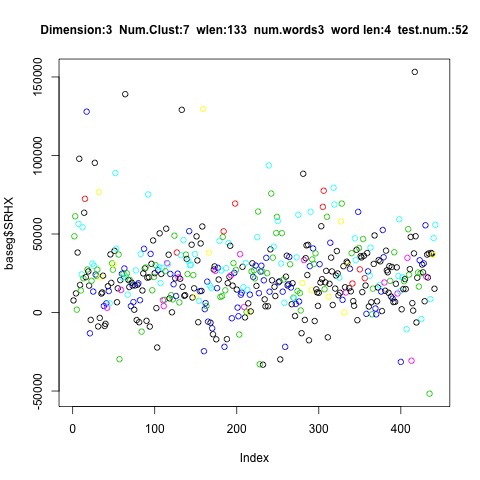 Dimension:3 Num.Clust:7 wlen:133 num.words3 word len:4 test.num.:52
150000
100000
50000
0
-50000
baseg$SRHX
0 100 200 300 400
Index